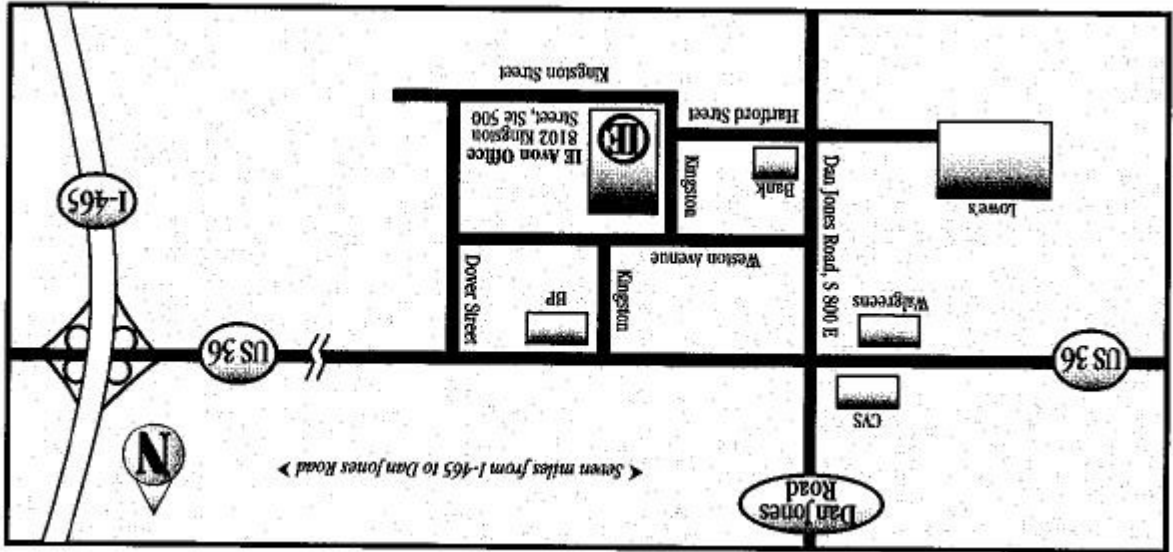 Dan Jones
Road
< Seven miles from I-465 to Dan Jones Road >
N
CVS
US 36
US 36
Walgreens
Dan Jones Road, S 800 E
Kingston
BP
Dover Street
Weston Avenue
Lowe's
Bank
Kingston
I-465
IE
IE Avon Office
8102 Kingston
Street, Ste 500
Hartford Street
Kingston Street